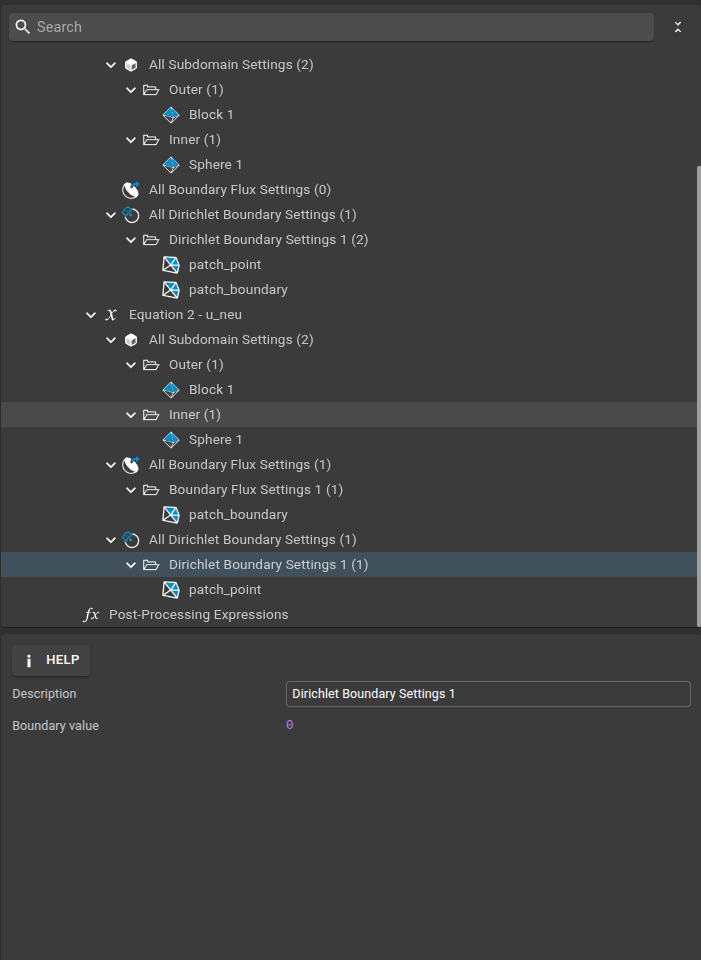 Search
All Subdomain Settings (2)
Outer (1)
Block 1
Inner (1)
Sphere 1
All Boundary Flux Settings (0)
All Dirichlet Boundary Settings (1)
Dirichlet Boundary Settings 1 (2)
patch_point
patch_boundary
x Equation 2 - u_neu
All Subdomain Settings (2)
Outer (1)
Block 1
Inner (1)
Sphere 1
All Boundary Flux Settings (1)
Boundary Flux Settings 1 (1)
patch_boundary
All Dirichlet Boundary Settings (1)
Dirichlet Boundary Settings 1 (1)
patch_point
fx Post-Processing Expressions
i HELP
Description Dirichlet Boundary Settings 1
Boundary value 0